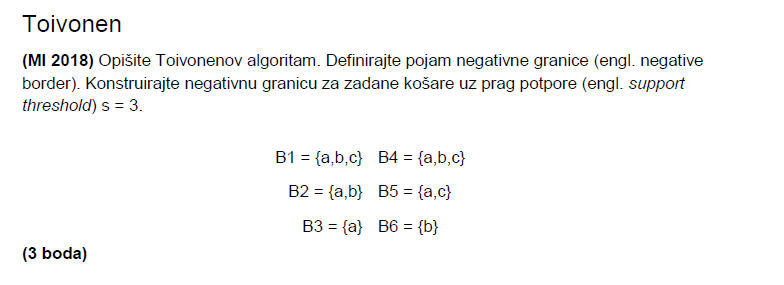 Toivonen
(MI 2018) Opišite Toivonenov algoritam. Definirajte pojam negativne granice (engl. negative
border). Konstruirajte negativnu granicu za zadane košare uz prag potpore (engl. support
threshold) s = 3.
B1 = {a,b,c} B4 = {a,b,c}
B2 = {a,b} B5 = {a,c}
B3 = {a} B6 = {b}
(3 boda)